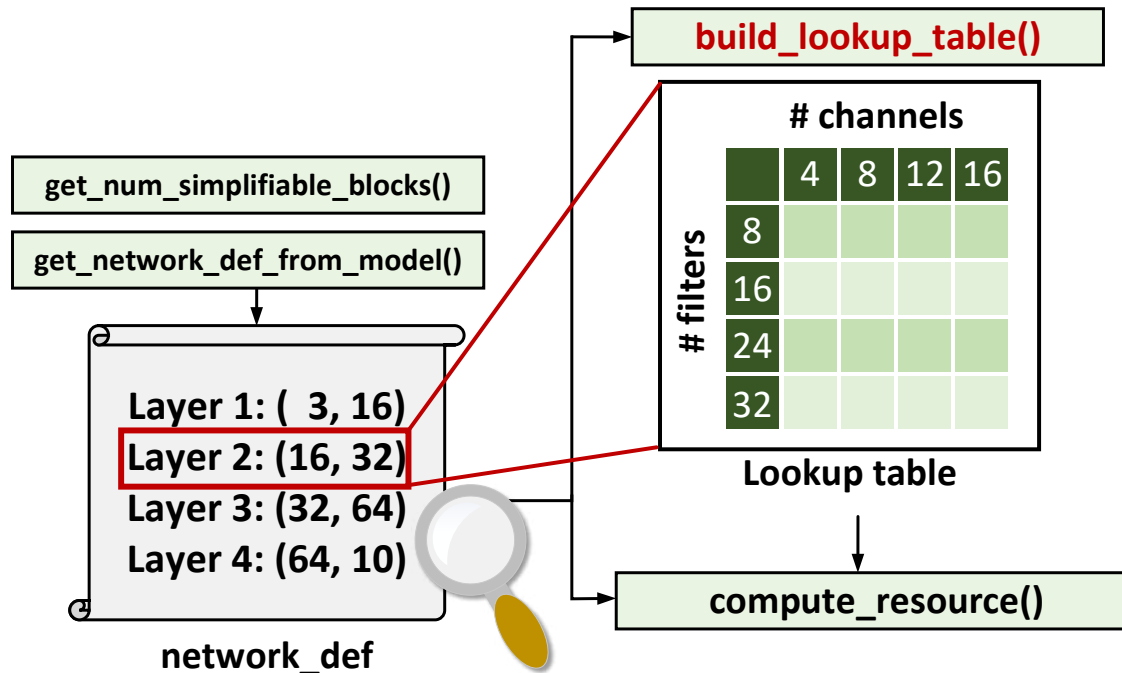 build_lookup_table()
# channels
4 8 12 16
# filters
8
16
24
32
Lookup table
get_num_simplifiable_blocks()
get_network_def_from_model()
Layer 1: ( 3, 16)
Layer 2: (16, 32)
Layer 3: (32, 64)
Layer 4: (64, 10)
network_def
compute_resource()